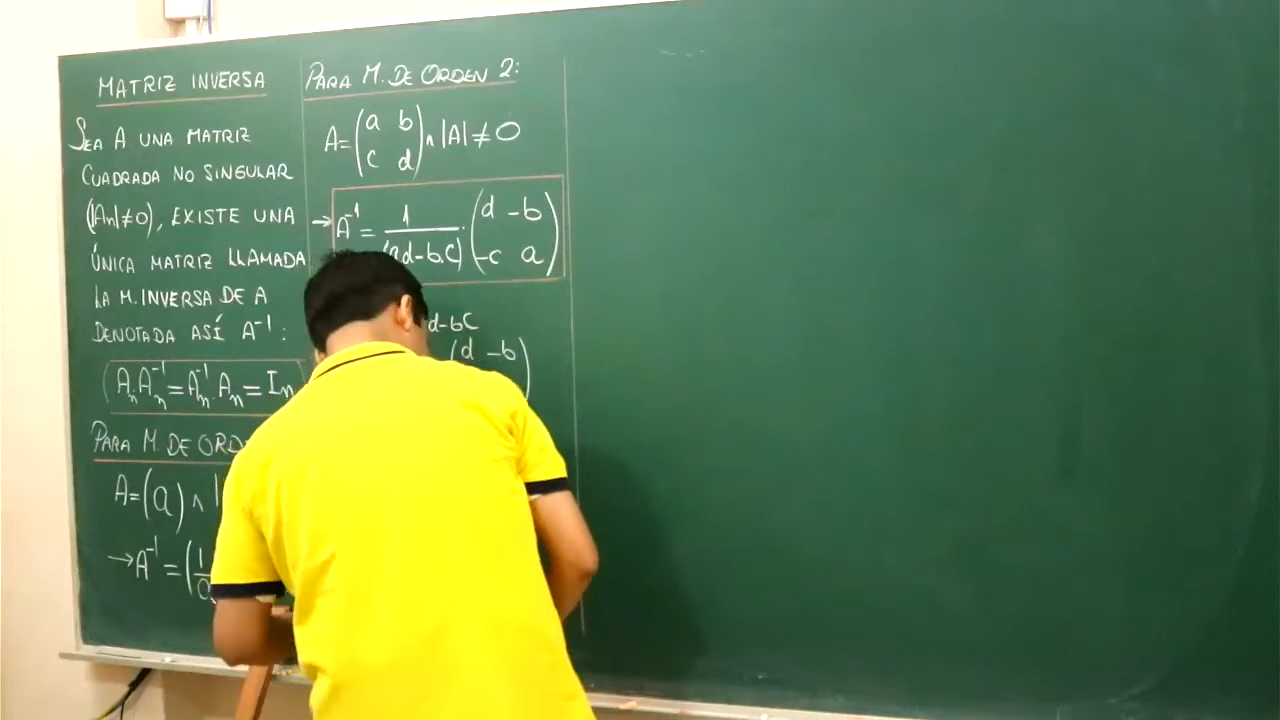 MATRIZ INVERSA
SEA A UNA MATRIZ
CUADRADA NO SINGULAR
(|An|≠0), EXISTE UNA
ÚNICA MATRIZ LLAMADA
LA M. INVERSA DE A
DENOTADA ASÍ A⁻¹:
Aₙ.Aₙ⁻¹=Aₙ⁻¹.Aₙ=Iₙ
PARA M. DE
A=(a) ∧
→A⁻¹=(1
PARA M. DE ORDEN 2:
A=(a b
c d) ∧ |A|≠0
→A⁻¹= 1/(ad-b.c) . (d -b
-c a)
d-bc
(d -b)